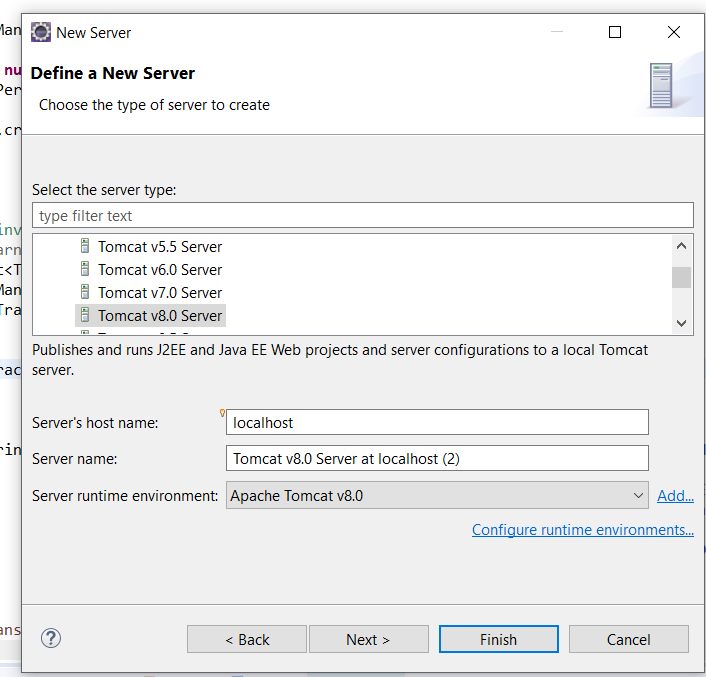 New Server
Define a New Server
Choose the type of server to create
Select the server type:
type filter text
Tomcat v5.5 Server
Tomcat v6.0 Server
Tomcat v7.0 Server
Tomcat v8.0 Server
Publishes and runs J2EE and Java EE Web projects and server configurations to a local Tomcat
server.
Server's host name:
localhost
Server name:
Tomcat v8.0 Server at localhost (2)
Server runtime environment:
Apache Tomcat v8.0
Add...
Configure runtime environments...
< Back
Next >
Finish
Cancel